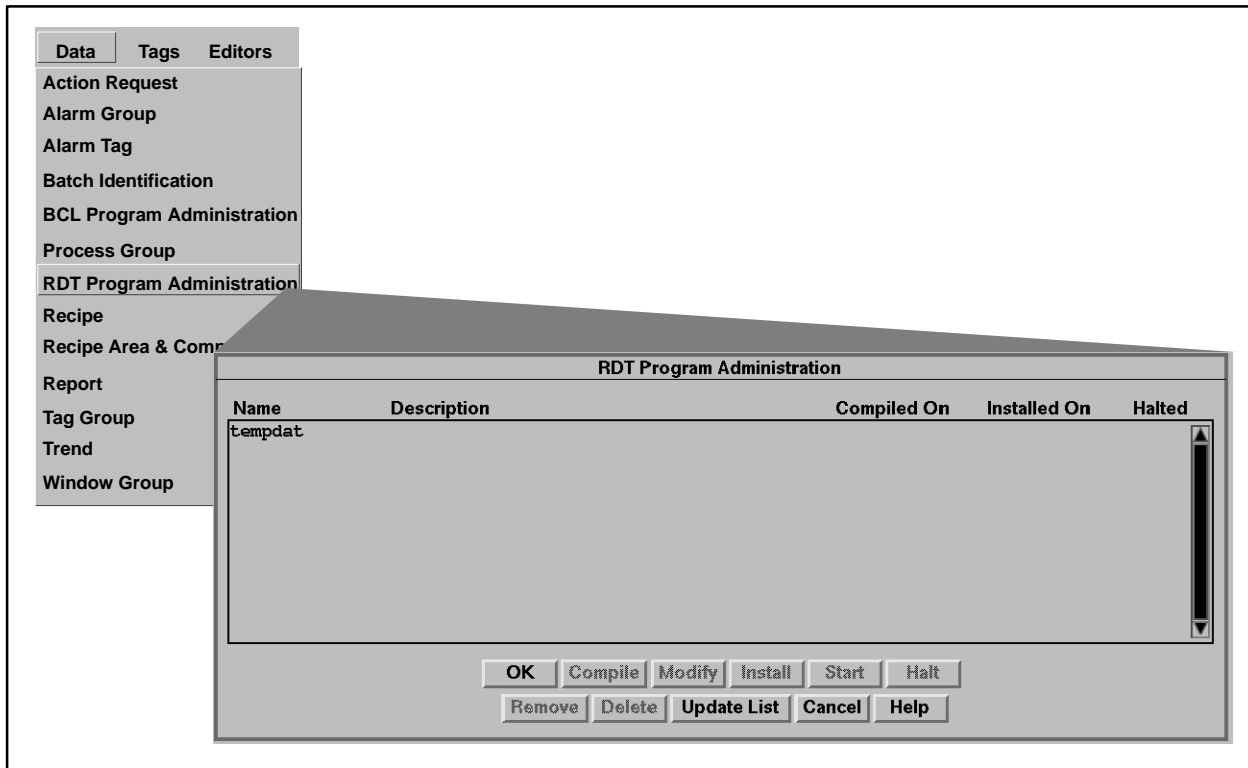 Data Tags Editors
Action Request
Alarm Group
Alarm Tag
Batch Identification
BCL Program Administration
Process Group
RDT Program Administration
Recipe
Recipe Area &
Report
Tag Group
Trend
Window Group
RDT Program Administration
Name Description Compiled On Installed On Halted
tempdat
OK Compile Modify Install Start Halt
Remove Delete Update List Cancel Help